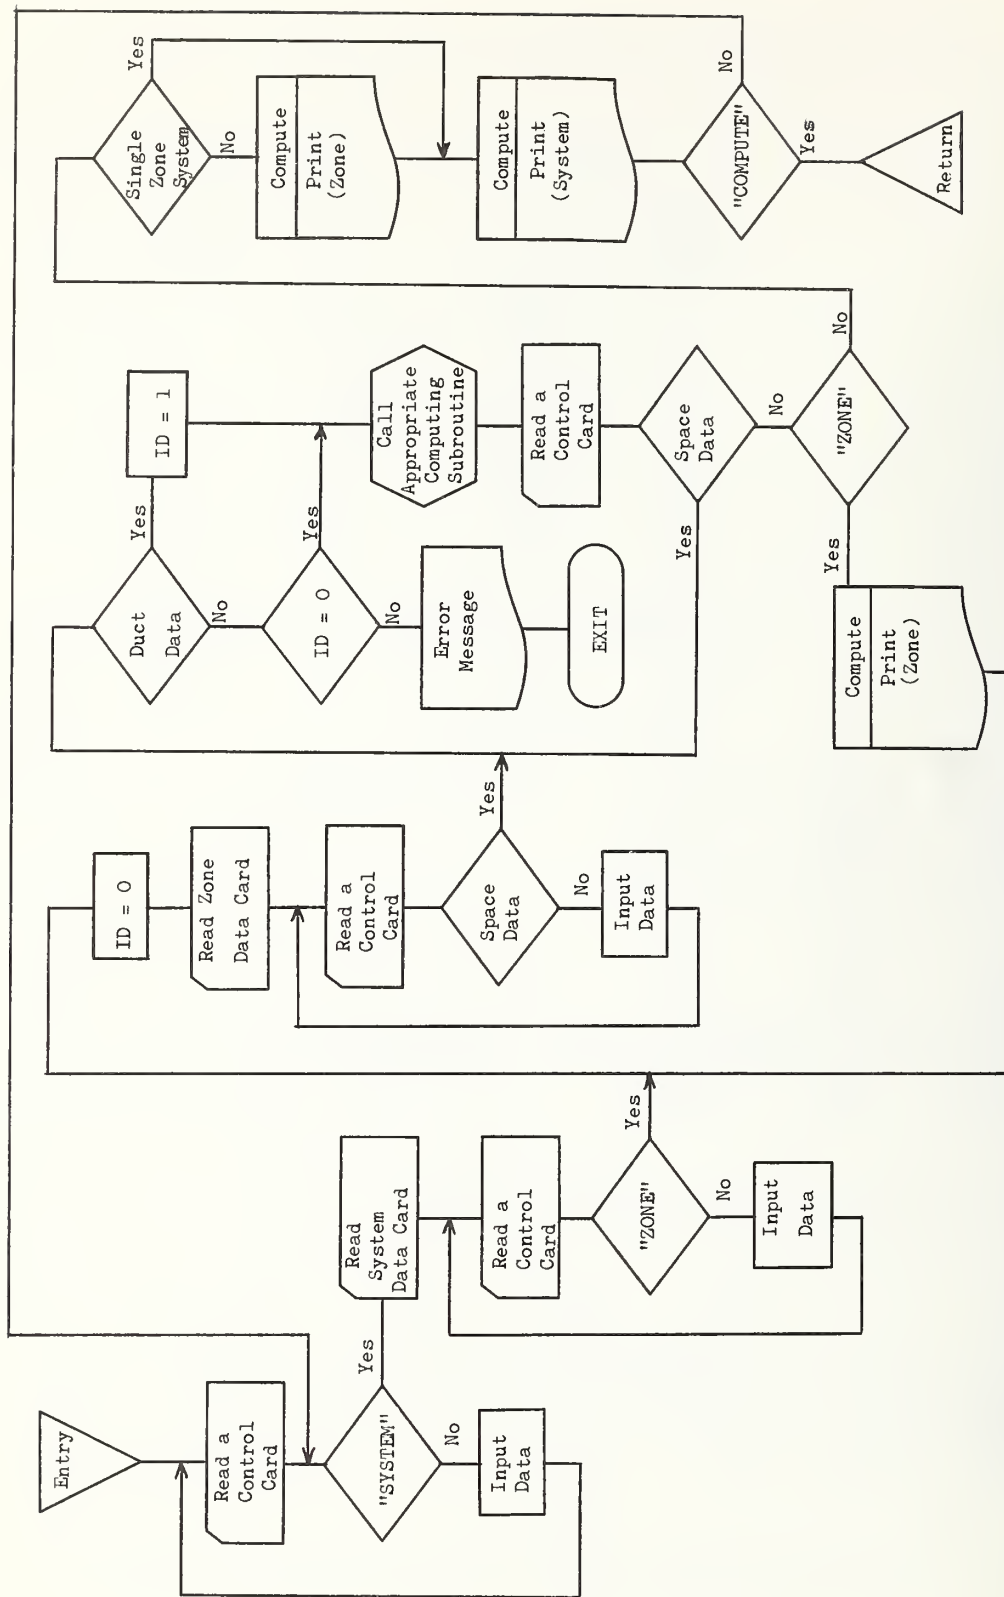 Entry
Read a
Control
Card
"SYSTEM"
Yes
No
Input
Data
Read
System
Data Card
Read a
Control
Card
"ZONE"
Yes
No
Input
Data
ID = 0
Read Zone
Data Card
Read a
Control
Card
Space
Data
Yes
No
Input
Data
Duct
Data
Yes
ID = 1
No
ID = 0
Yes
No
Error
Message
EXIT
Call
Appropriate
Computing
Subroutine
Read a
Control
Card
Space
Data
Yes
No
"ZONE"
Yes
No
Compute
Print
(Zone)
Single
Zone
System
Yes
No
Compute
Print
(Zone)
Compute
Print
(System)
"COMPUTE"
No
Yes
Return